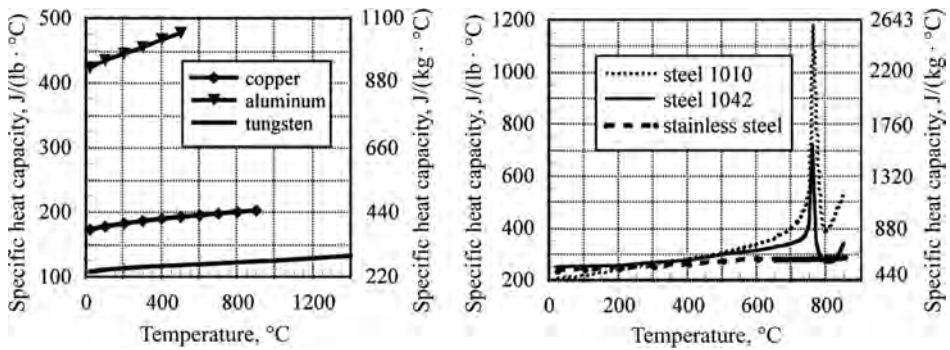 Specific heat capacity, J/(lb · °C)
500
400
300
500
200
100
copper
aluminum
tungsten
1100
880
660
440
220
Specific heat capacity, J/(kg · °C)
0
400
800
1200
Temperature, °C
Specific heat capacity, J/(lb · °C)
1200
1000
1200
800
600
400
200
steel 1010
steel 1042
stainless steel
2643
2200
1760
1320
880
440
Specific heat capacity, J/(kg · °C)
0
200
400
600
800
Temperature, °C